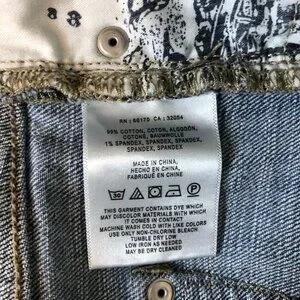 RN : 66170 CA : 32054
99% COTTON, COTON, ALGODÓN,
COTONE, BAUMWOLLE
1% SPANDEX, SPANDEX, SPANDEX,
SPANDEX, SPANDEX
MADE IN CHINA,
HECHO EN CHINA,
FABRIQUÉ EN CHINE
30
THIS GARMENT CONTAINS DYE WHICH
MAY DISCOLOR MATERIALS WITH WHICH
IT COMES IN CONTACT
MACHINE WASH COLD WITH LIKE COLORS
USE ONLY NON-CHLORINE BLEACH
TUMBLE DRY LOW
LOW IRON AS NEEDED
MAY BE DRY CLEANED